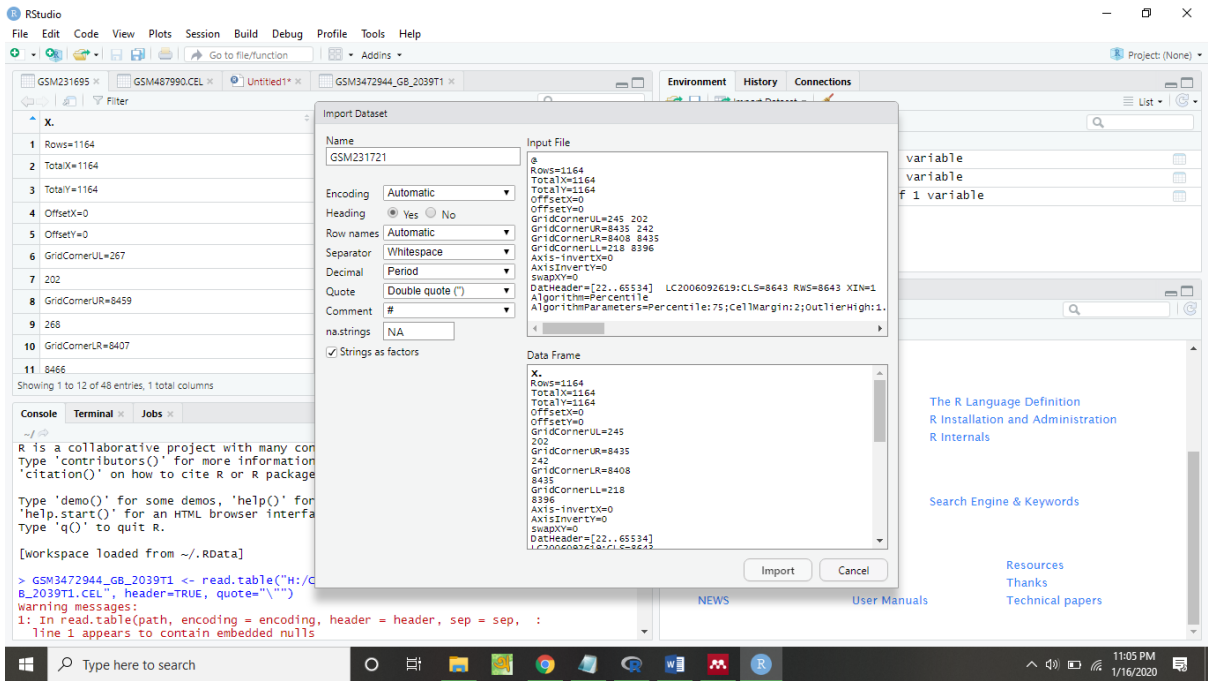 RStudio
File Edit Code View Plots Session Build Debug Profile Tools Help
Go to file/function
Addins
Project: (None)
GSM231695
GSM487990.CEL
Untitled1*
GSM3472944_GB_2039T1
Filter
X.
1 Rows=1164
2 TotalX=1164
3 TotalY=1164
4 OffsetX=0
5 OffsetY=0
6 GridCornerUL=267
7 202
8 GridCornerUR=8459
9 268
10 GridCornerLR=8407
11 8466
Showing 1 to 12 of 48 entries, 1 total columns
Console Terminal Jobs
~/
R is a collaborative project with many con
Type 'contributors()' for more information
'citation()' on how to cite R or R package
Type 'demo()' for some demos, 'help()' for
'help.start()' for an HTML browser interfa
Type 'q()' to quit R.
[Workspace loaded from ~/.RData]
> GSM3472944_GB_2039T1 <- read.table("H:/C
B_2039T1.CEL", header=TRUE, quote="\"")
Warning messages:
1: In read.table(path, encoding = encoding, header = header, sep = sep, :
line 1 appears to contain embedded nulls
Import Dataset
Name
GSM231721
Encoding Automatic
Heading Yes No
Row names Automatic
Separator Whitespace
Decimal Period
Quote Double quote (")
Comment #
na.strings NA
Strings as factors
Input File
@
Rows=1164
TotalX=1164
TotalY=1164
OffsetX=0
OffsetY=0
GridCornerUL=245 202
GridCornerUR=8435 242
GridCornerLR=8408 8435
GridCornerLL=218 8396
Axis-invertX=0
AxisInvertY=0
swapXY=0
DatHeader=[22..65534] LC2006092619:CLS=8643 RWS=8643 XIN=1
Algorithm=Percentile
AlgorithmParameters=Percentile:75;CellMargin:2;OutlierHigh:1.
Data Frame
X.
Rows=1164
TotalX=1164
TotalY=1164
OffsetX=0
OffsetY=0
GridCornerUL=245
202
GridCornerUR=8435
242
GridCornerLR=8408
8435
GridCornerLL=218
8396
Axis-invertX=0
AxisInvertY=0
swapXY=0
DatHeader=[22..65534]
LC2006092619:CLS=8643
Import Cancel
Environment History Connections
Import Dataset
List
variable
variable
f 1 variable
The R Language Definition
R Installation and Administration
R Internals
Search Engine & Keywords
Resources
Thanks
NEWS User Manuals Technical papers
Type here to search
11:05 PM
1/16/2020